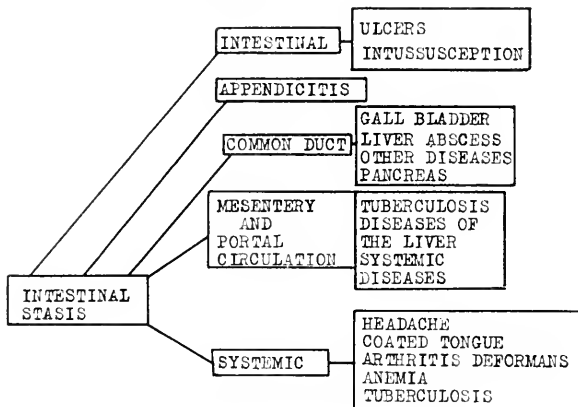 INTESTINAL
ULCERS
INTUSSUSCEPTION
APPENDICITIS
COMMON DUCT
GALL BLADDER
LIVER ABSCESS
OTHER DISEASES
PANCREAS
MESENTERY
AND
PORTAL
CIRCULATION
TUBERCULOSIS
DISEASES OF
THE LIVER
SYSTEMIC
DISEASES
INTESTINAL
STASIS
SYSTEMIC
HEADACHE
COATED TONGUE
ARTHRITIS DEFORMANS
ANEMIA
TUBERCULOSIS